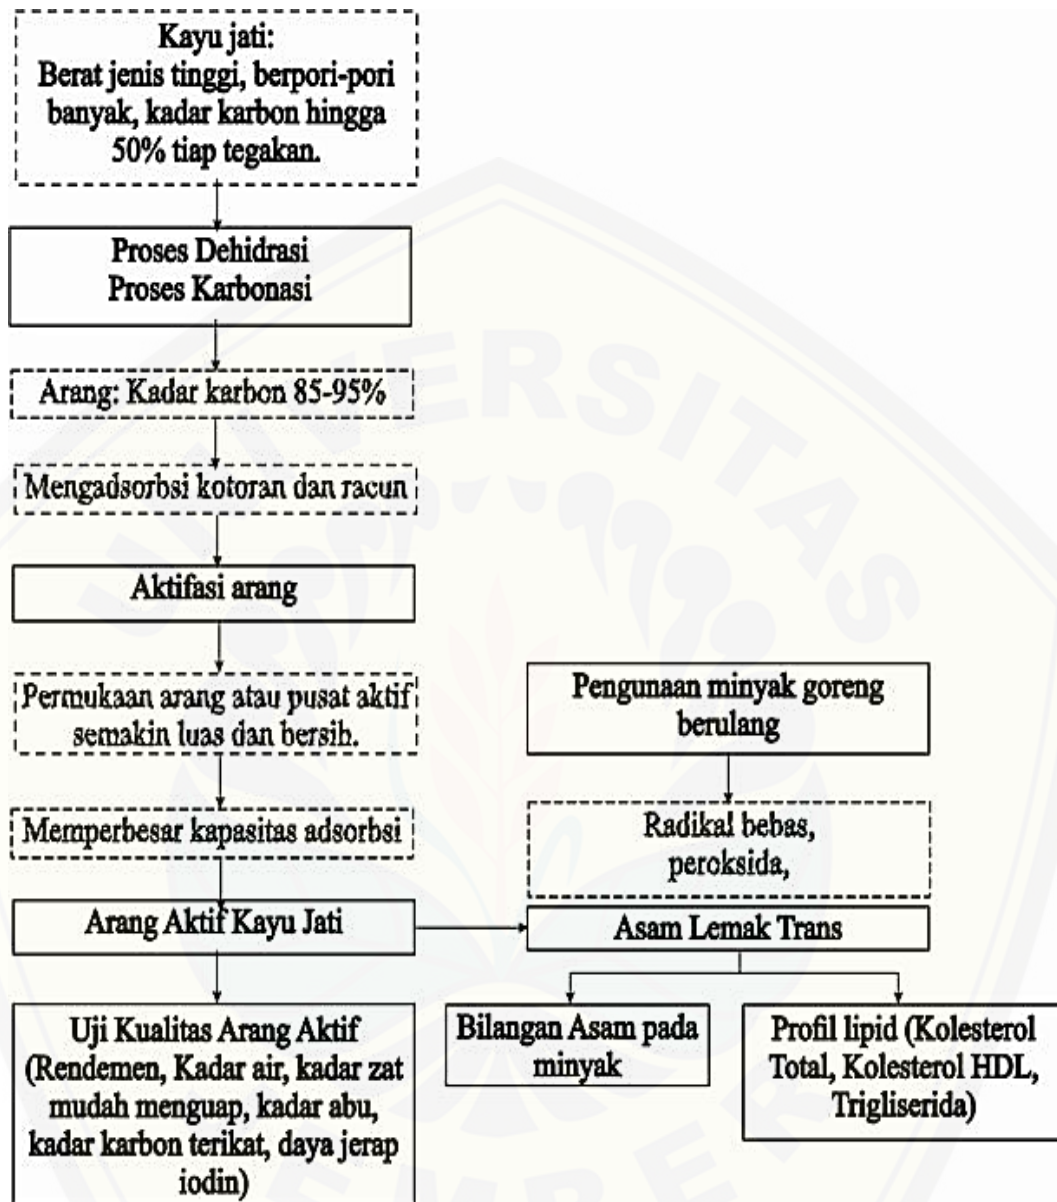 Kayu jati:
Berat jenis tinggi, berpori-pori
banyak, kadar karbon hingga
50% tiap tegakan.
Proses Dehidrasi
Proses Karbonasi
Arang: Kadar karbon 85-95%
Mengadsorbsi kotoran dan racun
Aktifasi arang
Permukaan arang atau pusat aktif
semakin luas dan bersih.
Memperbesar kapasitas adsorbsi
Arang Aktif Kayu Jati
Uji Kualitas Arang Aktif
(Rendemen, Kadar air, kadar zat
mudah menguap, kadar abu,
kadar karbon terikat, daya jerap
iodin)
Pengunaan minyak goreng
berulang
Radikal bebas,
peroksida,
Asam Lemak Trans
Bilangan Asam pada
minyak
Profil lipid (Kolesterol
Total, Kolesterol HDL,
Trigliserida)
UNIVERSITAS